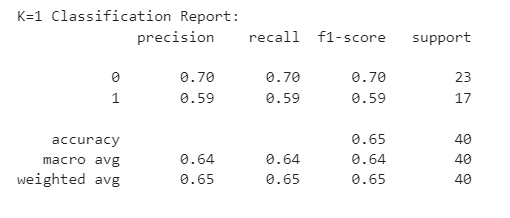 K=1 Classification Report:
precision recall f1-score support
0 0.70 0.70 0.70 23
1 0.59 0.59 0.59 17
accuracy 0.65 40
macro avg 0.64 0.64 0.64 40
weighted avg 0.65 0.65 0.65 40